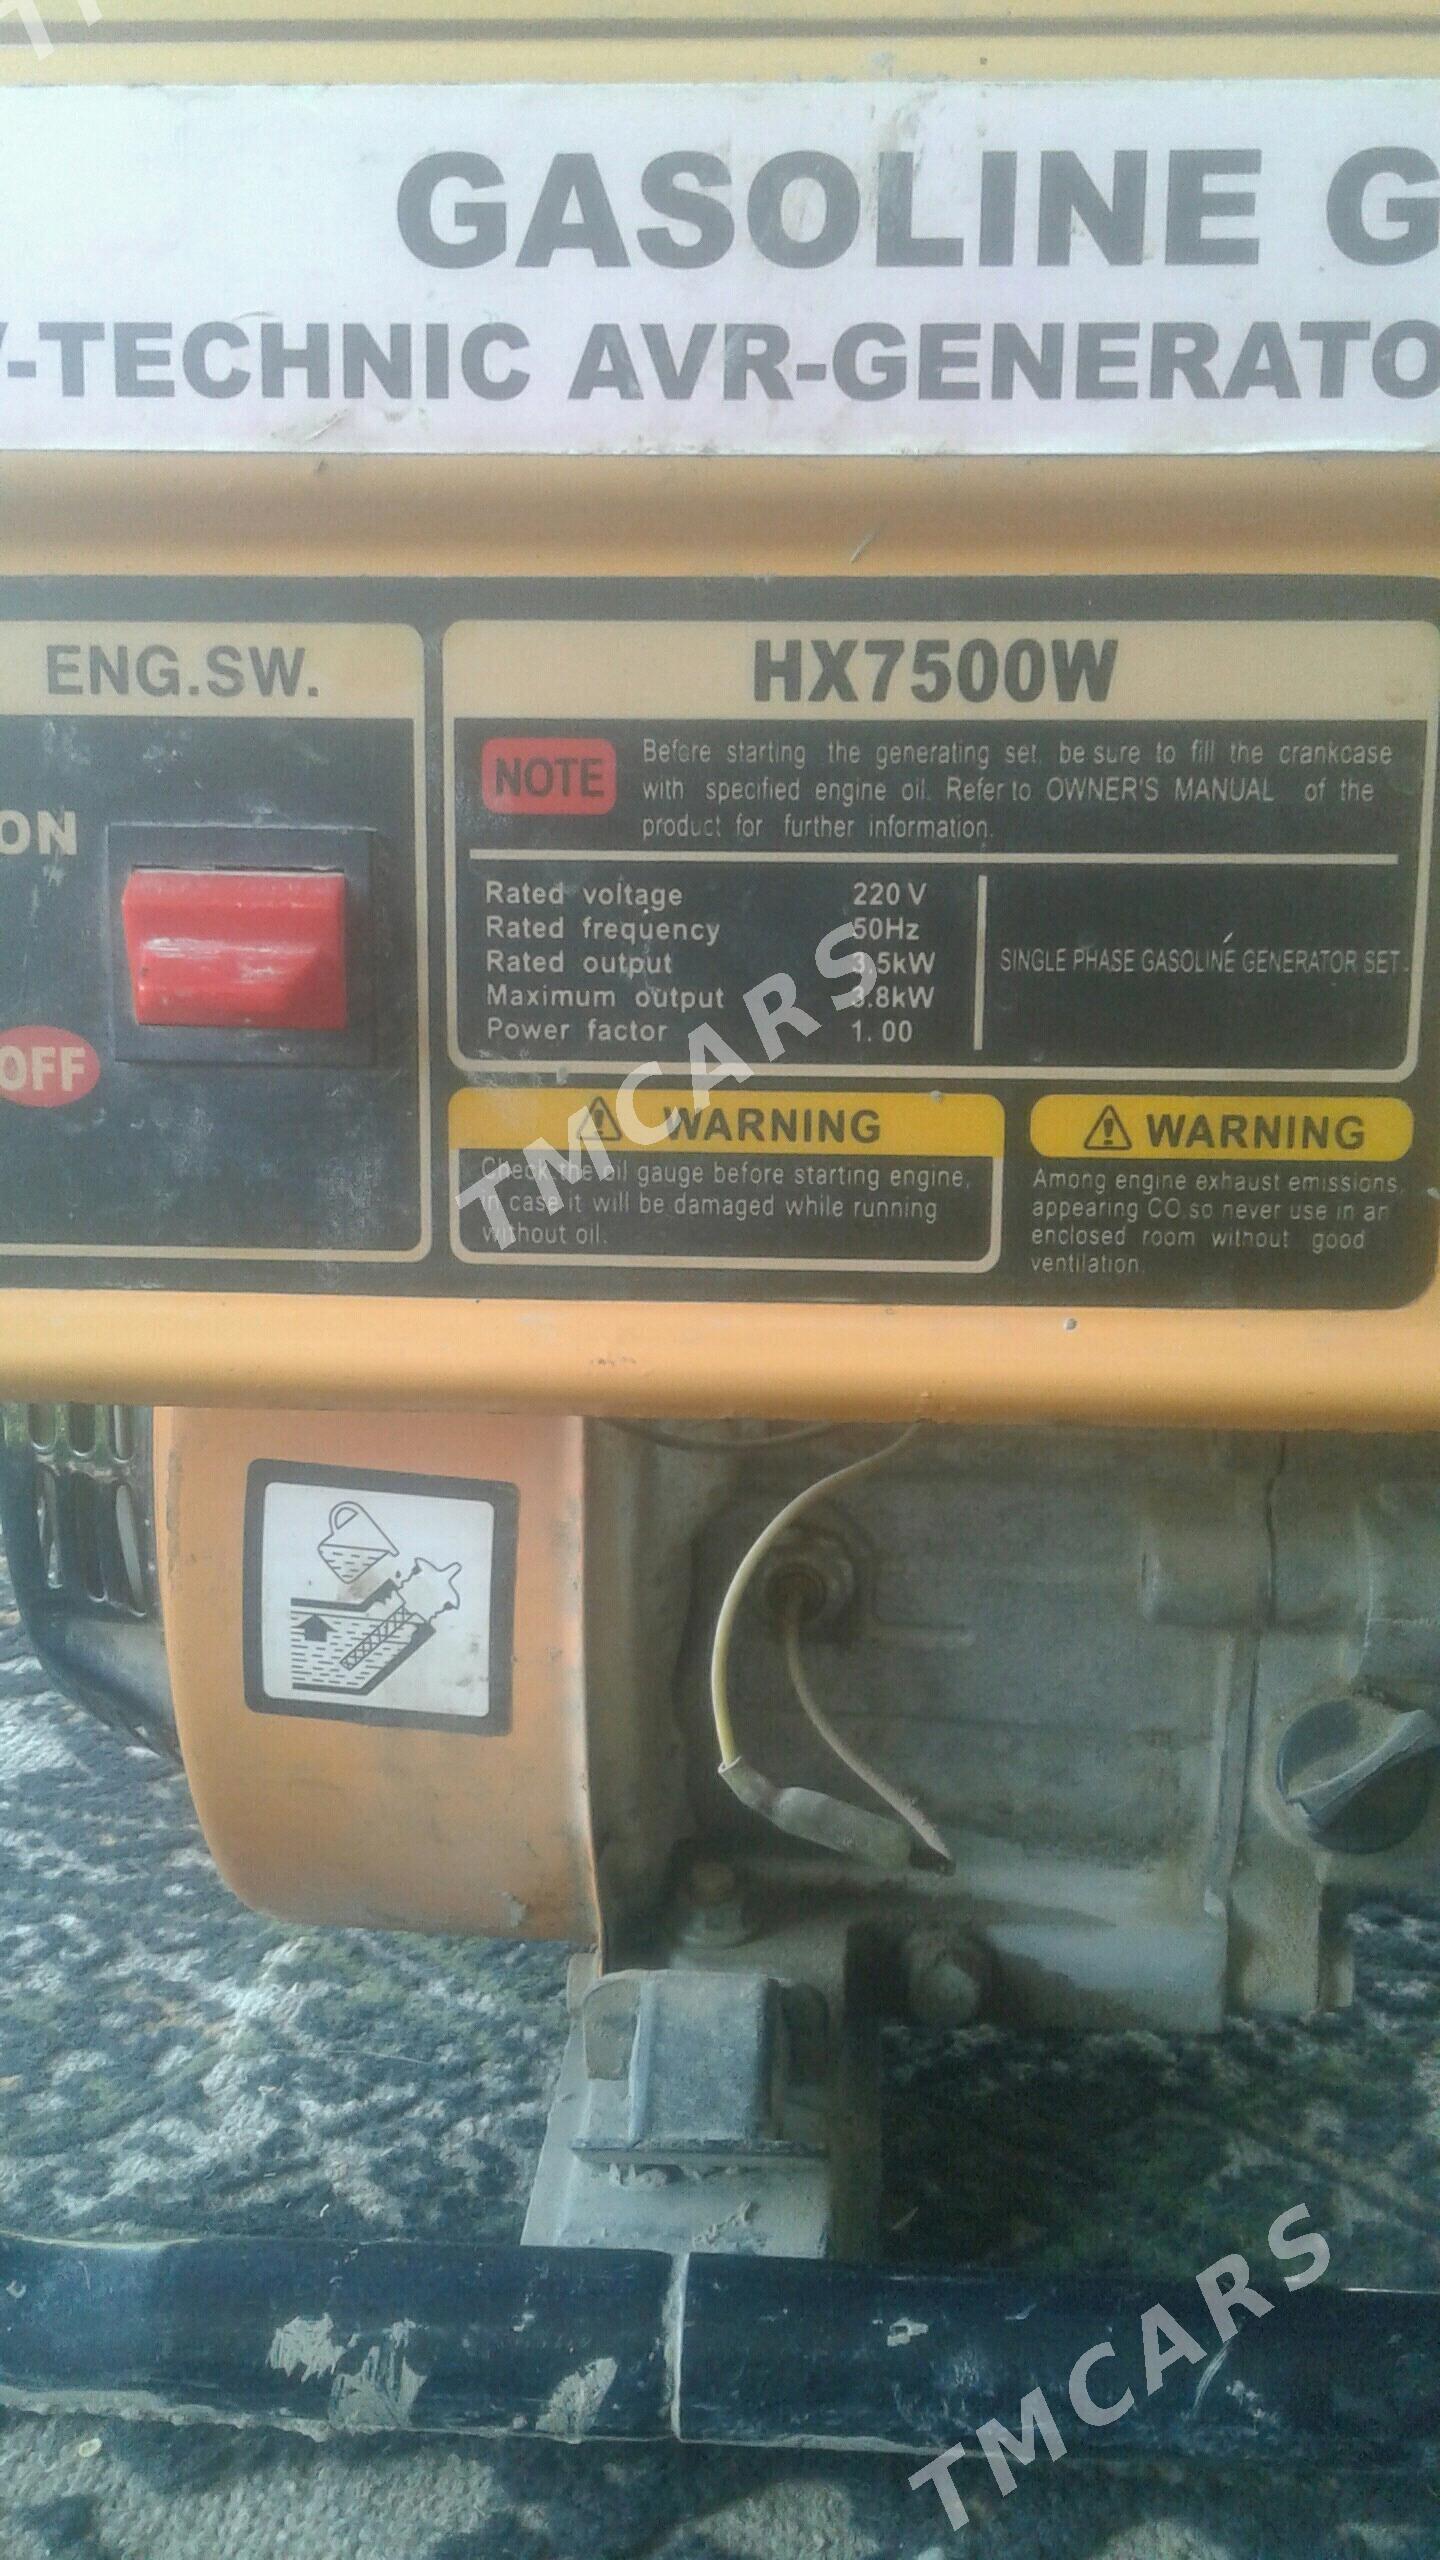 GASOLINE G
-TECHNIC AVR-GENERATO
ENG.SW.
ON
OFF
HX7500W
NOTE
Before starting the generating set, be sure to fill the crankcase
with specified engine oil. Refer to OWNER'S MANUAL of the
product for further information.
Rated voltage 220 V
Rated frequency 50Hz
Rated output 3.5kW
Maximum output 3.8kW
Power factor 1.00
SINGLE PHASE GASOLINE GENERATOR SET.
WARNING
Check the oil gauge before starting engine,
in case it will be damaged while running
without oil.
WARNING
Among engine exhaust emissions,
appearing CO.so never use in an
enclosed room without good
ventilation.
TMCARS
TMCARS